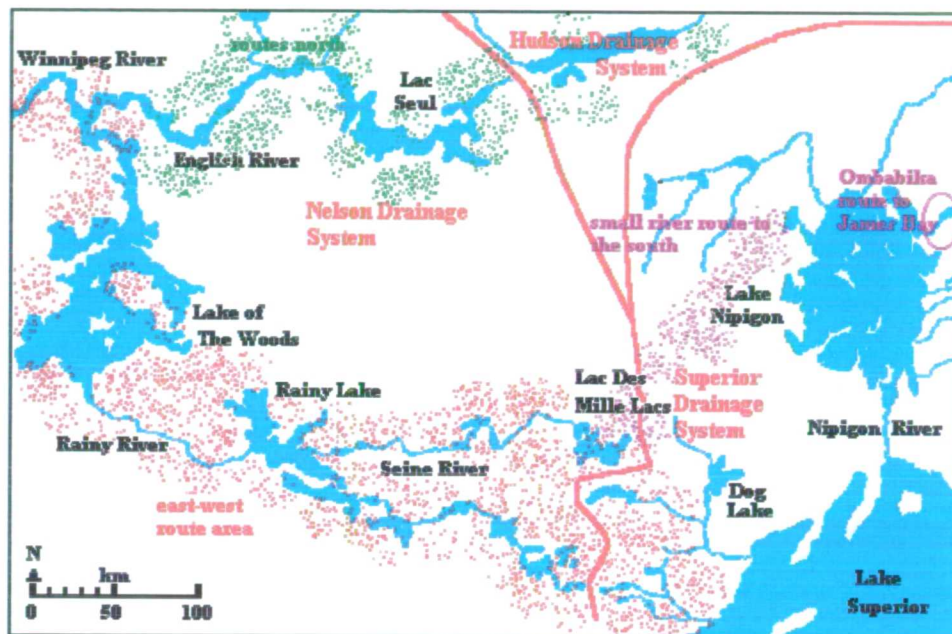 routes north
Hudson Drainage
System
Winnipeg River
Lac
Seul
English River
Ombabika
route to
James Bay
Nelson Drainage
System
small river route to
the south
Lake
Nipigon
Lake of
The Woods
Rainy Lake
Lac Des
Mille Lacs
Superior
Drainage
System
Nipigon River
Rainy River
Seine River
Dog
Lake
east-west
route area
N
km
0 50 100
Lake
Superior